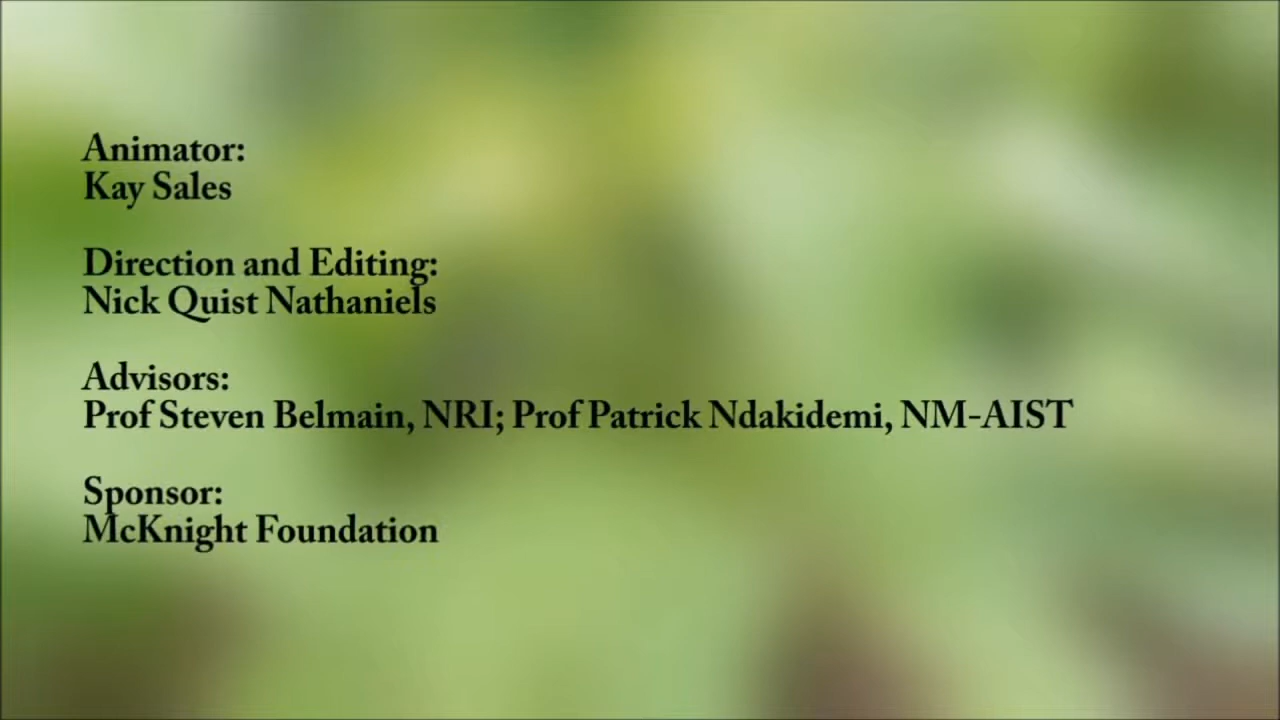 Animator:
Kay Sales
Direction and Editing:
Nick Quist Nathaniels
Advisors:
Prof Steven Belmain, NRI; Prof Patrick Ndakidemi, NM-AIST
Sponsor:
McKnight Foundation